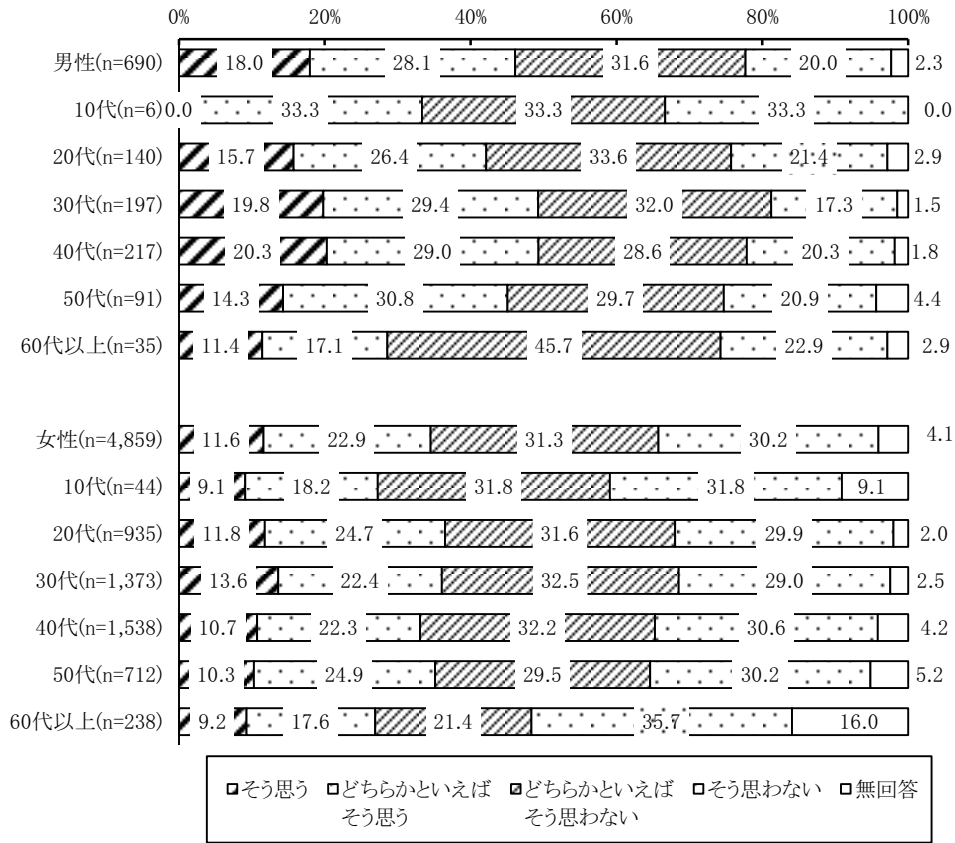 0% 20% 40% 60% 80% 100%
男性(n=690) 18.0 28.1 31.6 20.0 2.3
10代(n=6) 0.0 33.3 33.3 33.3 0.0
20代(n=140) 15.7 26.4 33.6 21.4 2.9
30代(n=197) 19.8 29.4 32.0 17.3 1.5
40代(n=217) 20.3 29.0 28.6 20.3 1.8
50代(n=91) 14.3 30.8 29.7 20.9 4.4
60代以上(n=35) 11.4 17.1 45.7 22.9 2.9
女性(n=4,859) 11.6 22.9 31.3 30.2 4.1
10代(n=44) 9.1 18.2 31.8 31.8 9.1
20代(n=935) 11.8 24.7 31.6 29.9 2.0
30代(n=1,373) 13.6 22.4 32.5 29.0 2.5
40代(n=1,538) 10.7 22.3 32.2 30.6 4.2
50代(n=712) 10.3 24.9 29.5 30.2 5.2
60代以上(n=238) 9.2 17.6 21.4 35.7 16.0
そう思う どちらかといえば どちらかといえば そう思わない 無回答
そう思う そう思わない